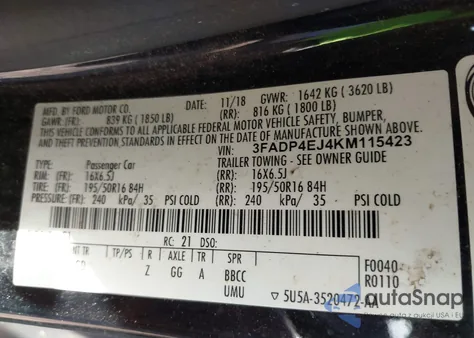 MFD. BY FORD MOTOR CO.
DATE: 11/18 GVWR: 1642 KG ( 3620 LB)
GAWR: (FR): 839 KG ( 1850 LB) (RR): 816 KG ( 1800 LB)
THIS VEHICLE CONFORMS TO ALL APPLICABLE FEDERAL MOTOR VEHICLE SAFETY, BUMPER,
AND THEFT PREVENTION STANDARDS IN EFFECT ON THE DATE OF MANUFACTURE SHOWN ABOVE.
VIN: 3FADP4EJ4KM115423
TYPE: Passenger Car TRAILER TOWING - SEE OWNER GUIDE
RIM: (FR): 16X6.5J (RR): 16X6.5J
TIRE: (FR): 195/50R16 84H (RR): 195/50R16 84H
COLD (FR): 240 kPa/ 35 PSI COLD (RR): 240 kPa/ 35 PSI COLD
RC: 21 DSO:
INT TR TP/PS R AXLE TR SPR F0040
Z GG A BBCC R0110
UMU ▽ 5U5A-3520472-AA
autoSnap